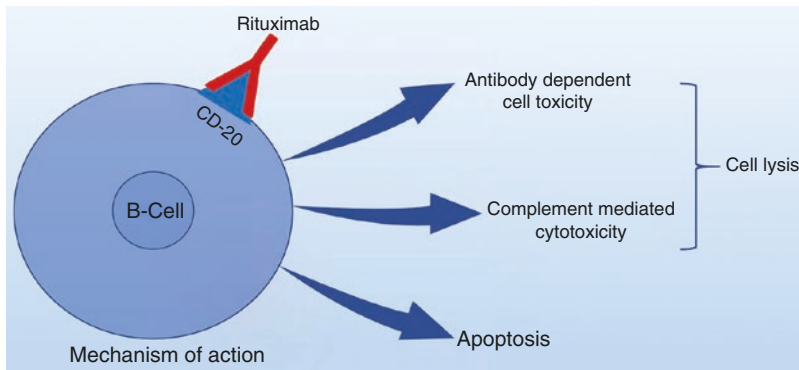 Rituximab
CD-20
B-Cell
Antibody dependent
cell toxicity
Complement mediated
cytotoxicity
Cell lysis
Apoptosis
Mechanism of action